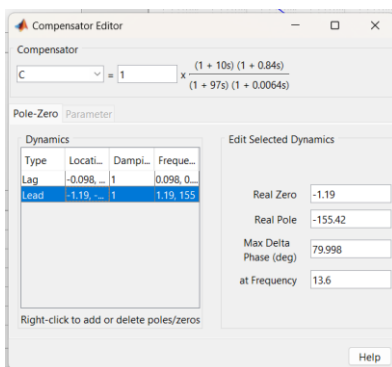 Compensator Editor
Compensator
C = 1 x (1 + 10s) (1 + 0.84s)
(1 + 97s) (1 + 0.0064s)
Pole-Zero Parameter
Dynamics
Type Locati... Dampi... Freque...
Lag -0.098, ... 1 0.098, 0....
Lead -1.19, -... 1 1.19, 155
Right-click to add or delete poles/zeros
Edit Selected Dynamics
Real Zero -1.19
Real Pole -155.42
Max Delta
Phase (deg) 79.998
at Frequency 13.6
Help